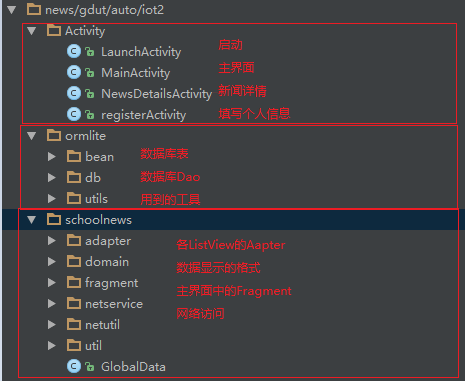 news/gdut/auto/iot2
Activity
LaunchActivity 启动
MainActivity 主界面
NewsDetailsActivity 新闻详情
registerActivity 填写个人信息
ormlite
bean 数据库表
db 数据库Dao
utils 用到的工具
schoolnews
adapter 各ListView的Aapter
domain 数据显示的格式
fragment 主界面中的Fragment
netservice 网络访问
netutil
util
GlobalData